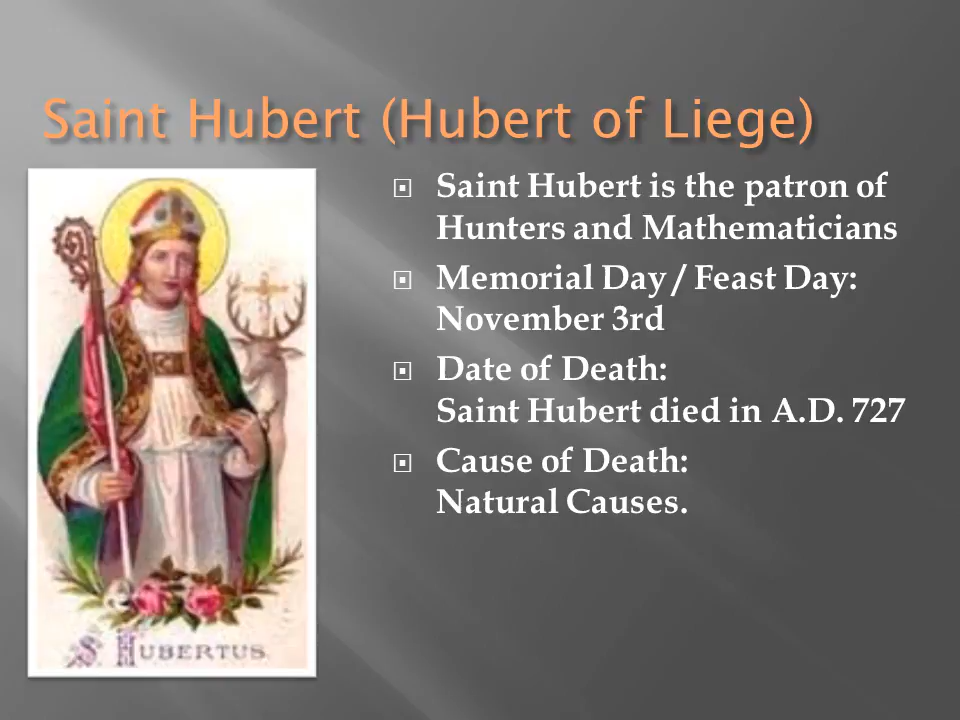 Saint Hubert (Hubert of Liege)
Saint Hubert is the patron of
Hunters and Mathematicians
Memorial Day / Feast Day:
November 3rd
Date of Death:
Saint Hubert died in A.D. 727
Cause of Death:
Natural Causes.
S. HUBERTUS.